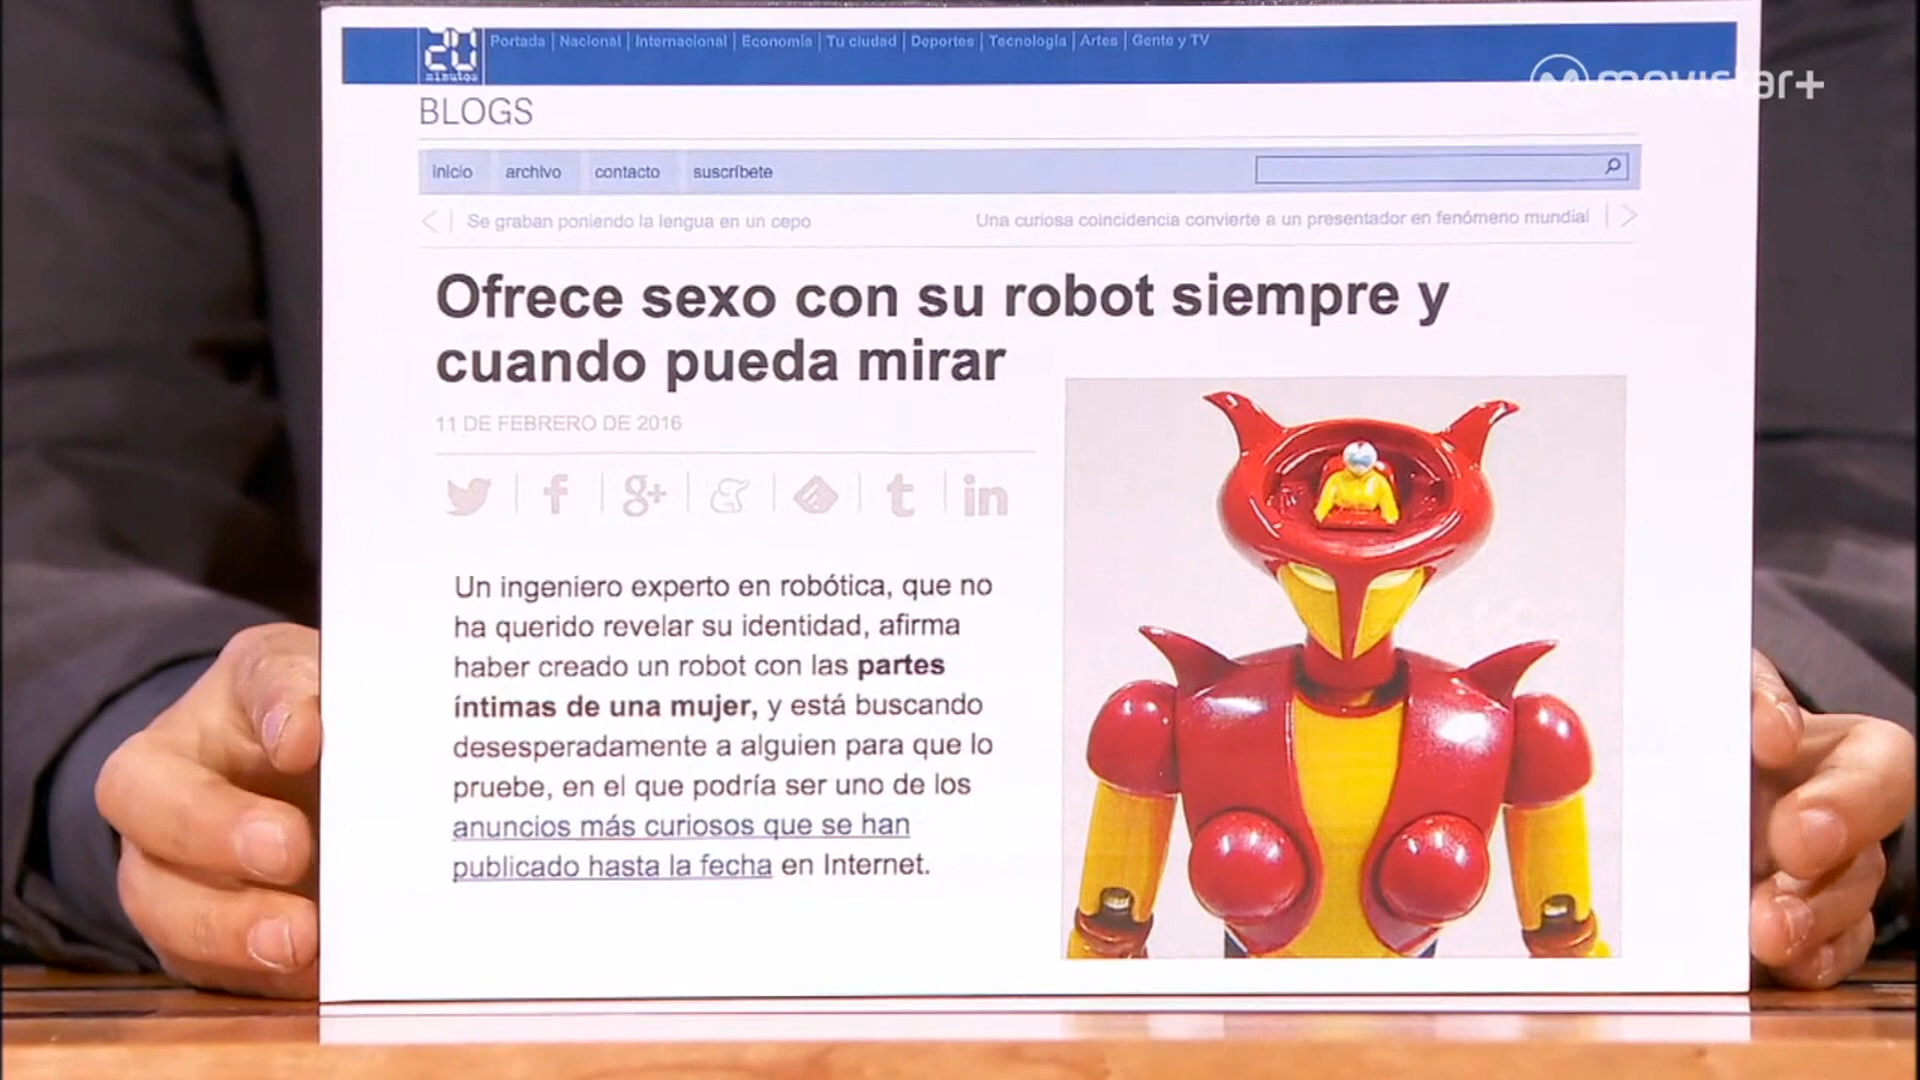 20
minutos
Portada | Nacional | Internacional | Economía | Tu ciudad | Deportes | Tecnología | Artes | Gente y TV
movistar+
BLOGS
inicio archivo contacto suscríbete
Se graban poniendo la lengua en un cepo
Una curiosa coincidencia convierte a un presentador en fenómeno mundial
Ofrece sexo con su robot siempre y
cuando pueda mirar
11 DE FEBRERO DE 2016
f g+ t in
Un ingeniero experto en robótica, que no
ha querido revelar su identidad, afirma
haber creado un robot con las partes
íntimas de una mujer, y está buscando
desesperadamente a alguien para que lo
pruebe, en el que podría ser uno de los
anuncios más curiosos que se han
publicado hasta la fecha en Internet.